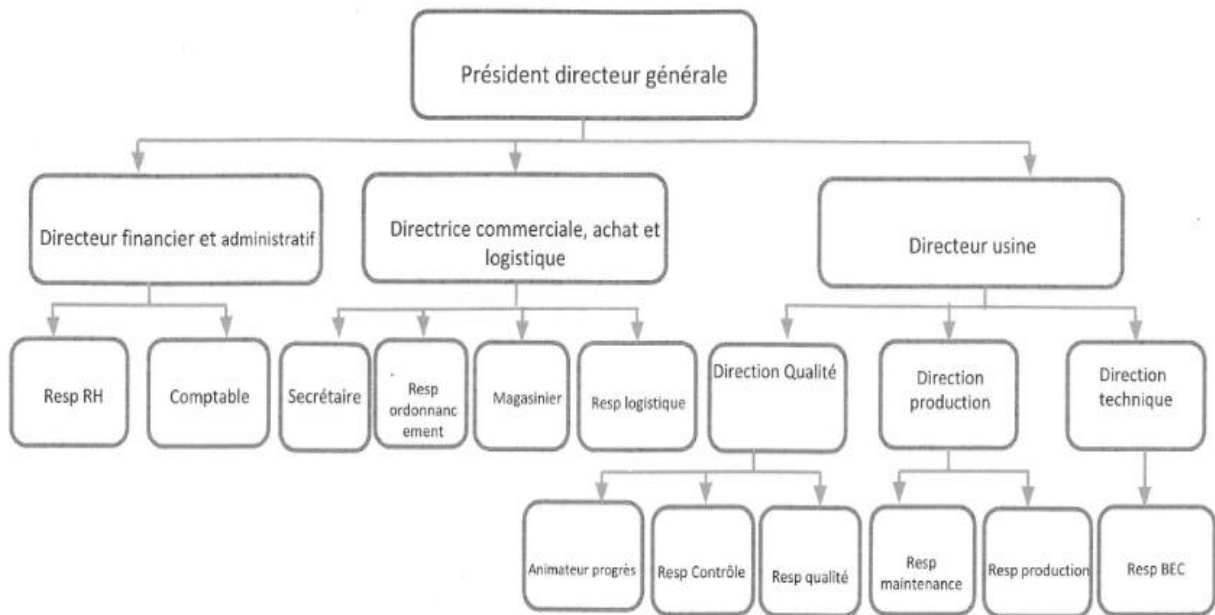 Président directeur générale
Directeur financier et administratif
Directrice commerciale, achat et
logistique
Directeur usine
Resp RH
Comptable
Secrétaire
Resp
ordonnanc
ement
Magasinier
Resp logistique
Direction Qualité
Direction
production
Direction
technique
Animateur progrès
Resp Contrôle
Resp qualité
Resp
maintenance
Resp production
Resp BEC